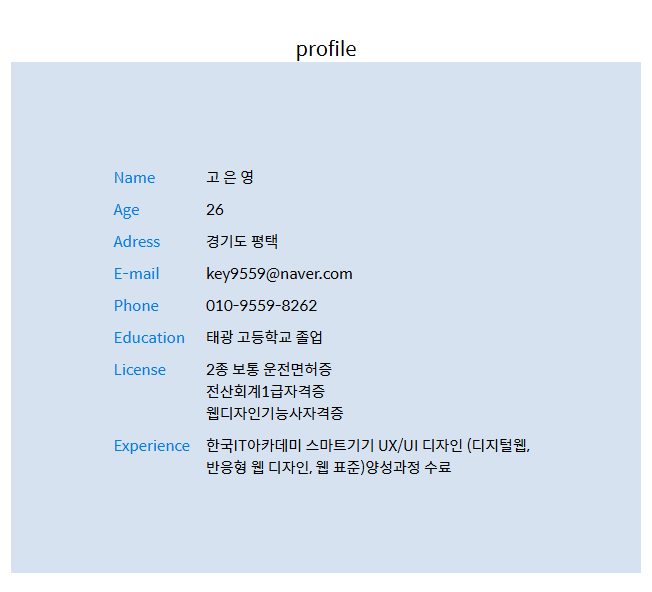 profile
Name 고 은 영
Age 26
Adress 경기도 평택
E-mail key9559@naver.com
Phone 010-9559-8262
Education 태광 고등학교 졸업
License 2종 보통 운전면허증
전산회계1급자격증
웹디자인기능사자격증
Experience 한국IT아카데미 스마트기기 UX/UI 디자인 (디지털웹,
반응형 웹 디자인, 웹 표준)양성과정 수료